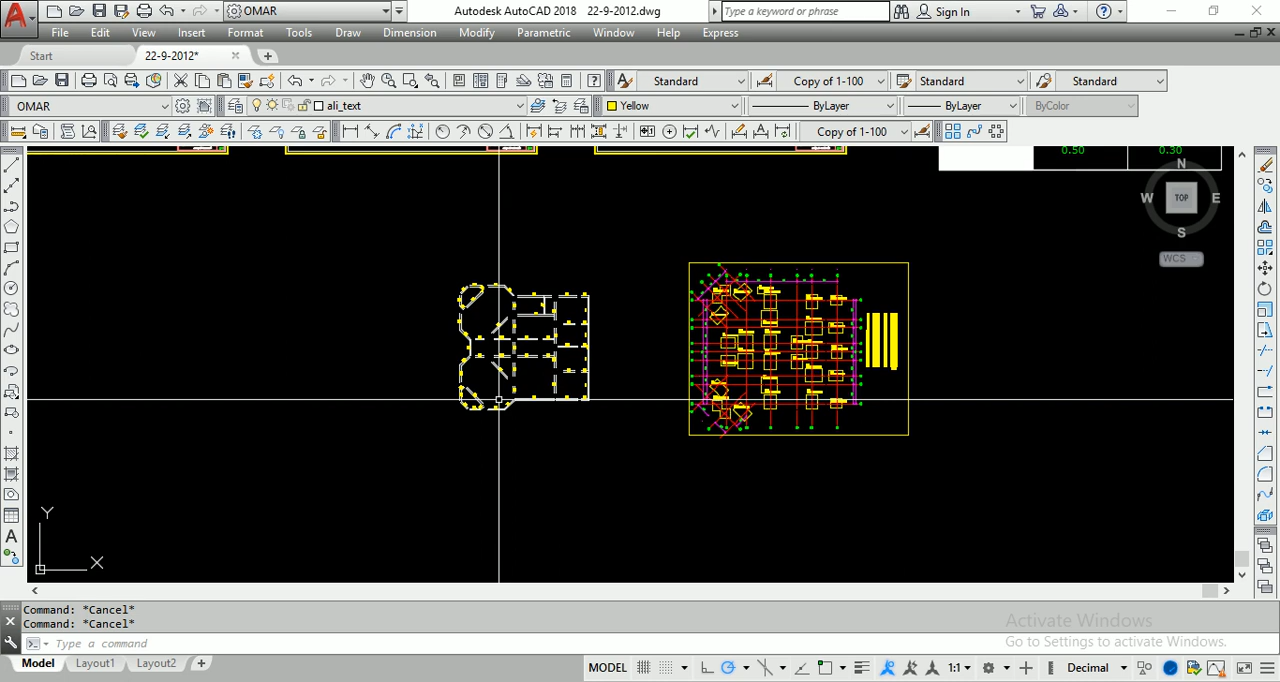 OMAR
Autodesk AutoCAD 2018 22-9-2012.dwg
Type a keyword or phrase
Sign In
File Edit View Insert Format Tools Draw Dimension Modify Parametric Window Help Express
Start 22-9-2012*
Standard Copy of 1-100 Standard Standard
OMAR ali_text Yellow ByLayer ByLayer ByColor
Copy of 1-100
0.50 0.30
N
W TOP E
S
WCS
Y
X
Command: *Cancel*
Command: *Cancel*
Type a command
Activate Windows
Go to Settings to activate Windows.
Model Layout1 Layout2
MODEL 1:1 Decimal